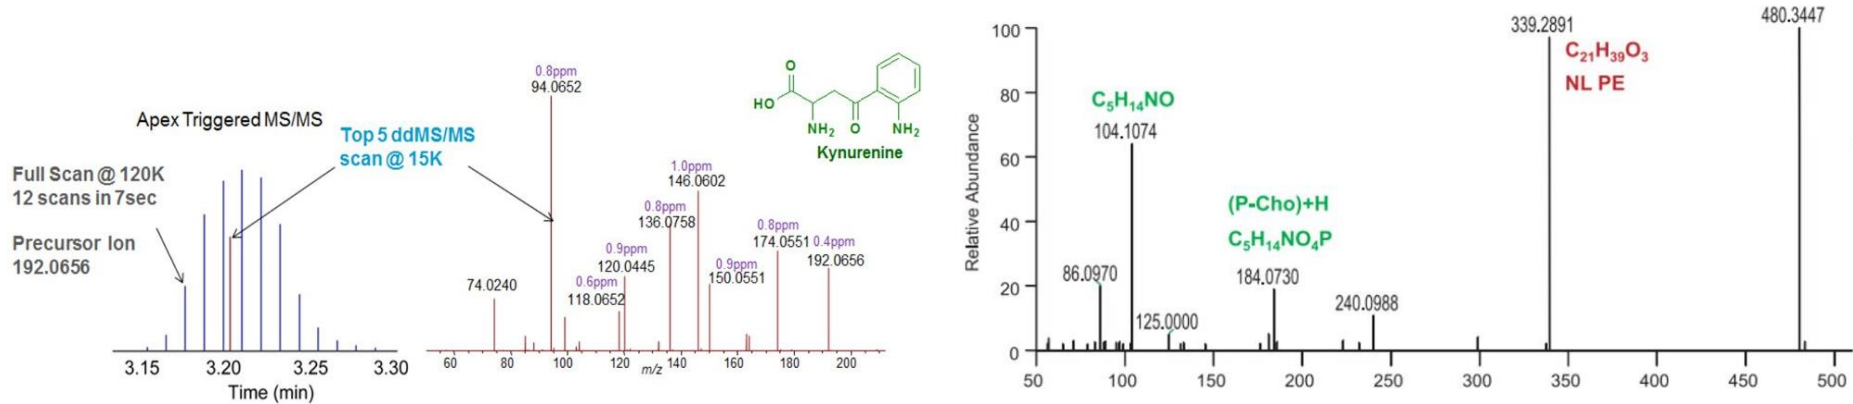 Apex Triggered MS/MS
Full Scan @ 120K
12 scans in 7sec
Precursor Ion
192.0656
Top 5 ddMS/MS
scan @ 15K
3.15 3.20 3.25 3.30
Time (min)
0.8ppm
94.0652
74.0240
0.6ppm
118.0652
0.9ppm
120.0445
0.8ppm
136.0758
1.0ppm
146.0602
0.9ppm
150.0551
0.8ppm
174.0551
0.4ppm
192.0656
60 80 100 120 140 160 180 200
m/z
O
HO
NH2 O NH2
Kynurenine
Relative Abundance
100
80
60
40
20
0
C5H14NO
104.1074
86.0970
125.0000
(P-Cho)+H
C5H14NO4P
184.0730
240.0988
339.2891
C21H39O3
NL PE
480.3447
50 100 150 200 250 300 350 400 450 500